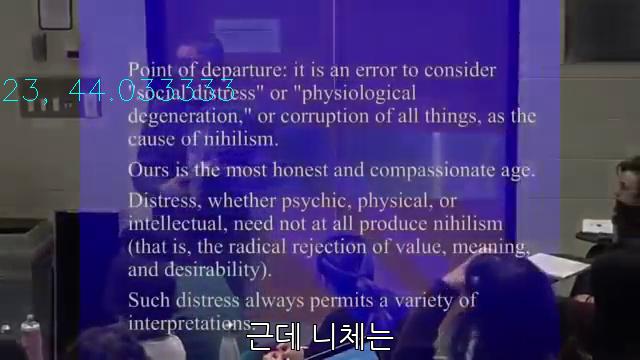 Point of departure: it is an error to consider
"social distress" or "physiological
23, 44.033333
degeneration," or corruption of all things, as the
cause of nihilism.
Ours is the most honest and compassionate age.
Distress, whether psychic, physical, or
intellectual, need not at all produce nihilism
(that is, the radical rejection of value, meaning,
and desirability).
Such distress always permits a variety of
interpretations.
근데 니체는